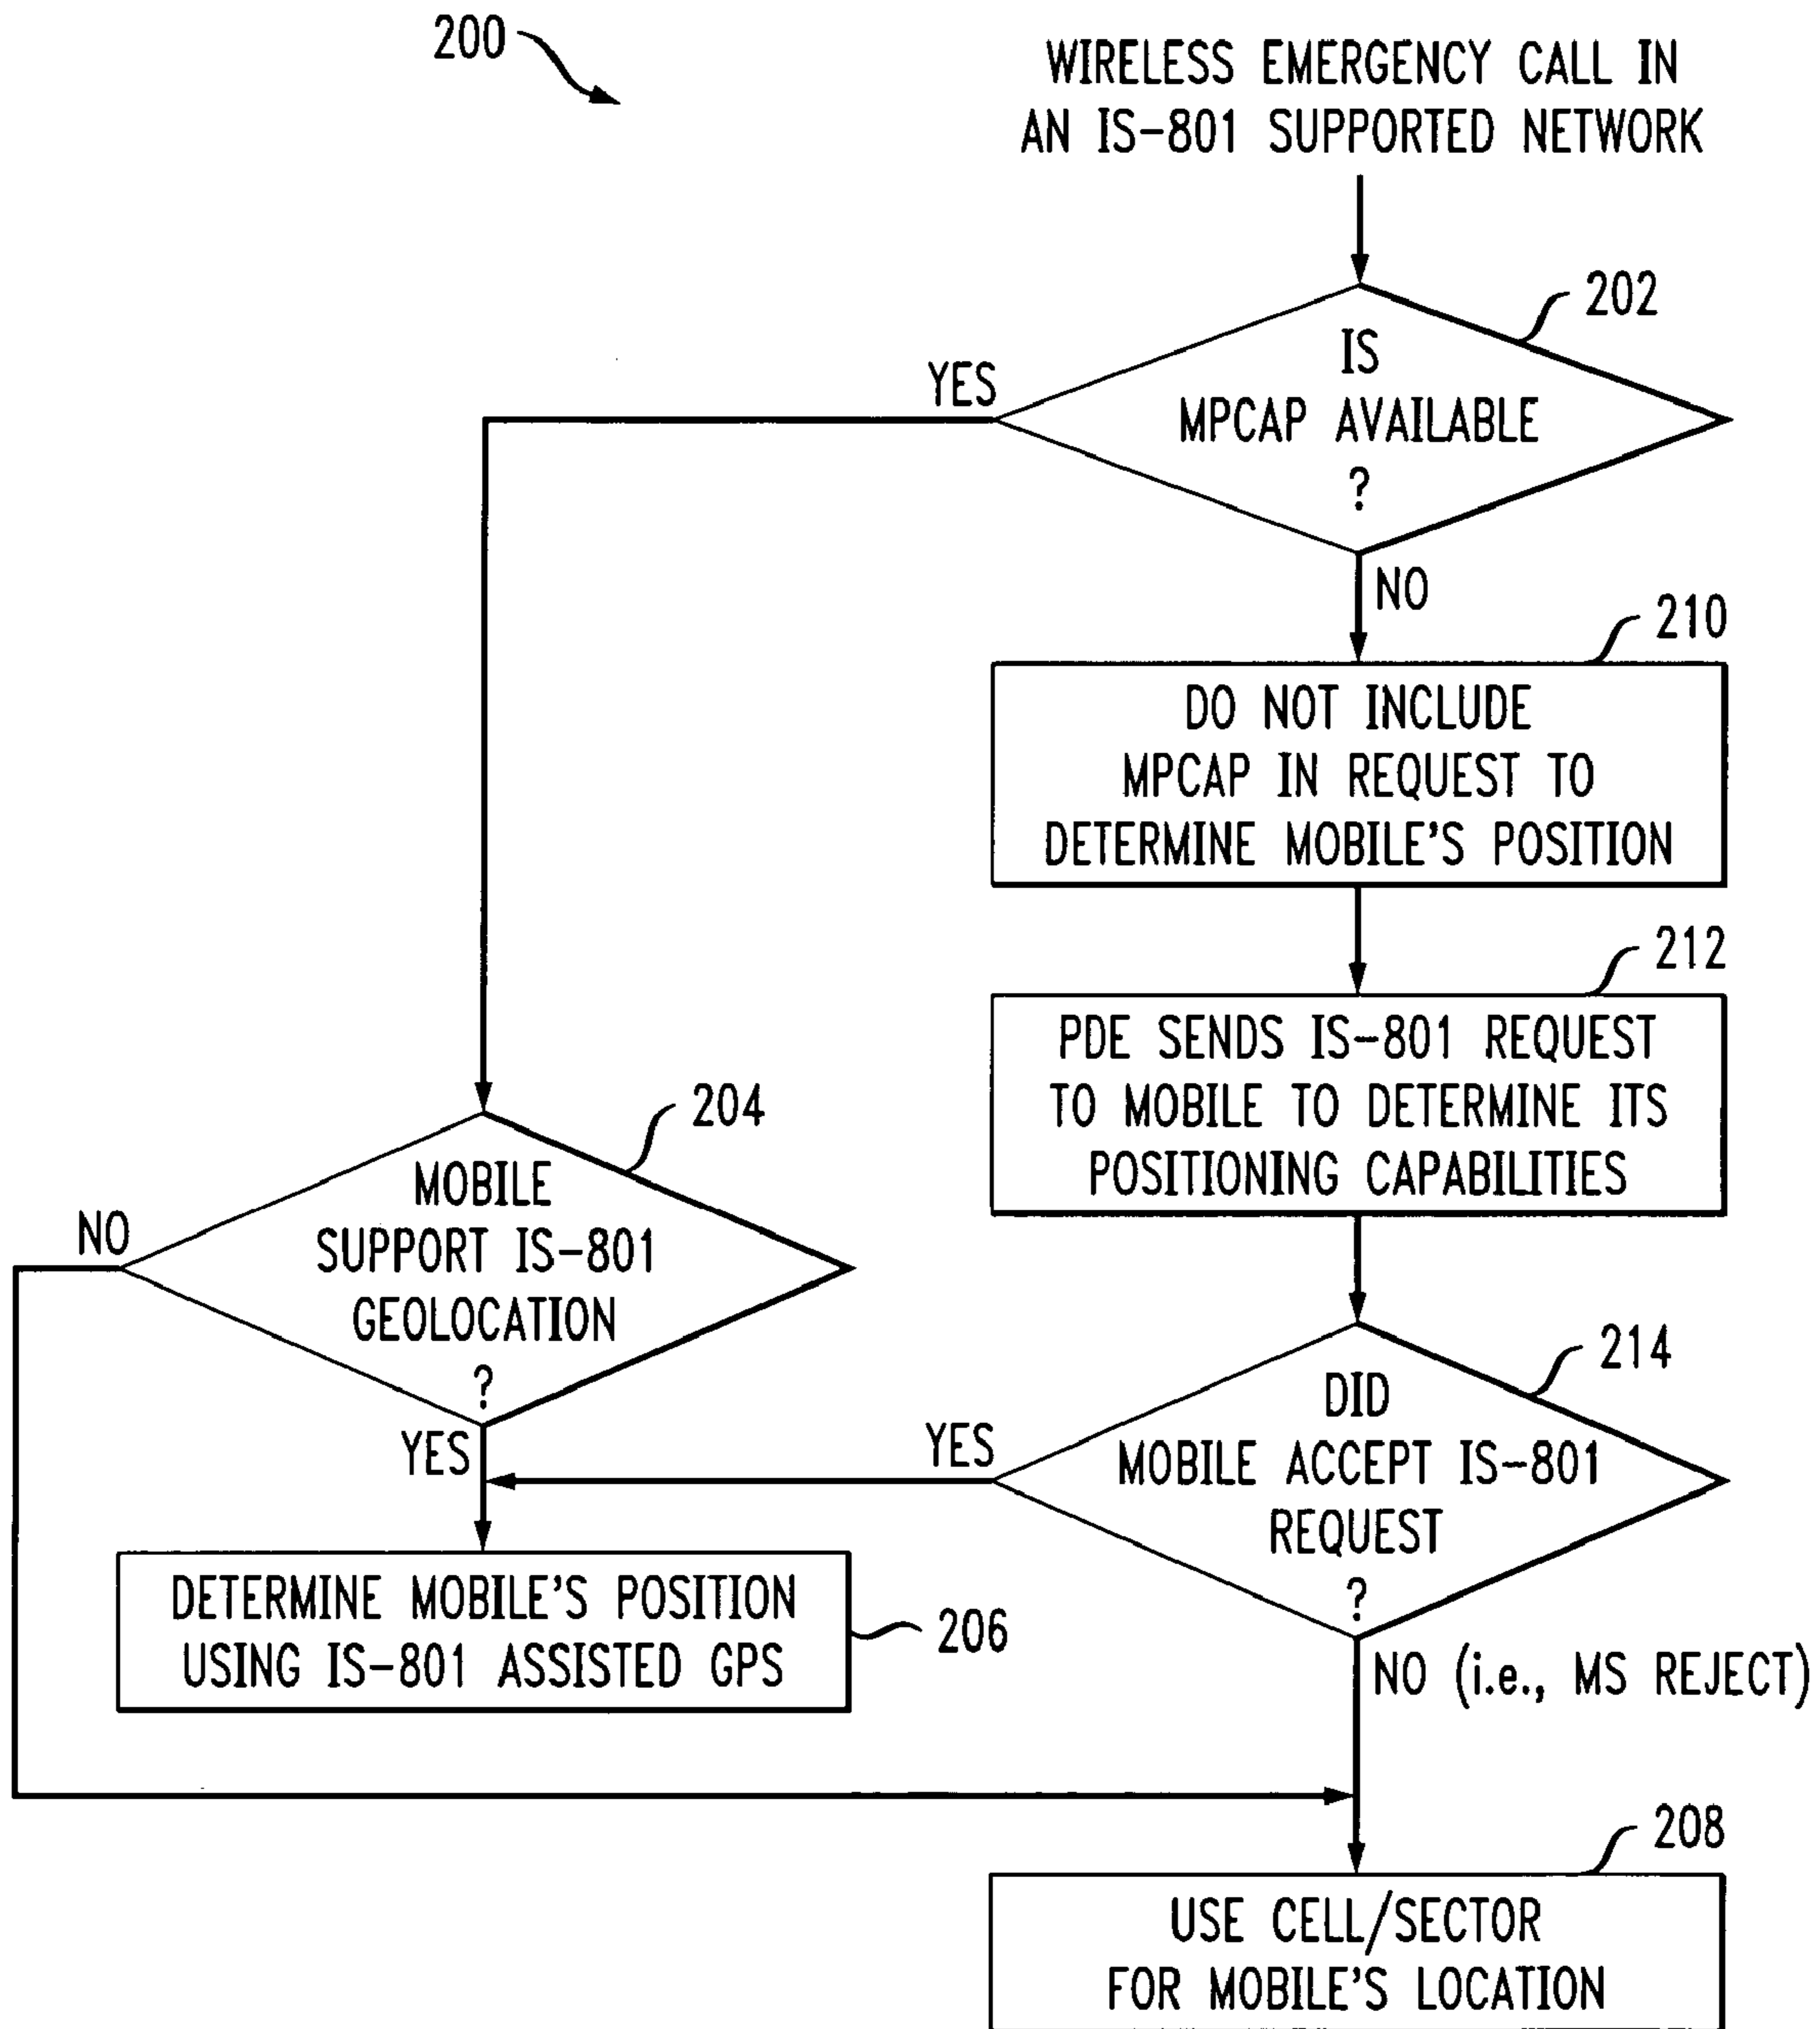 200
WIRELESS EMERGENCY CALL IN
AN IS-801 SUPPORTED NETWORK
202
IS
MPCAP AVAILABLE
?
YES
NO
210
DO NOT INCLUDE
MPCAP IN REQUEST TO
DETERMINE MOBILE'S POSITION
212
PDE SENDS IS-801 REQUEST
TO MOBILE TO DETERMINE ITS
POSITIONING CAPABILITIES
204
MOBILE
SUPPORT IS-801
GEOLOCATION
?
NO
YES
214
DID
MOBILE ACCEPT IS-801
REQUEST
?
YES
NO (i.e., MS REJECT)
DETERMINE MOBILE'S POSITION
USING IS-801 ASSISTED GPS
206
208
USE CELL/SECTOR
FOR MOBILE'S LOCATION